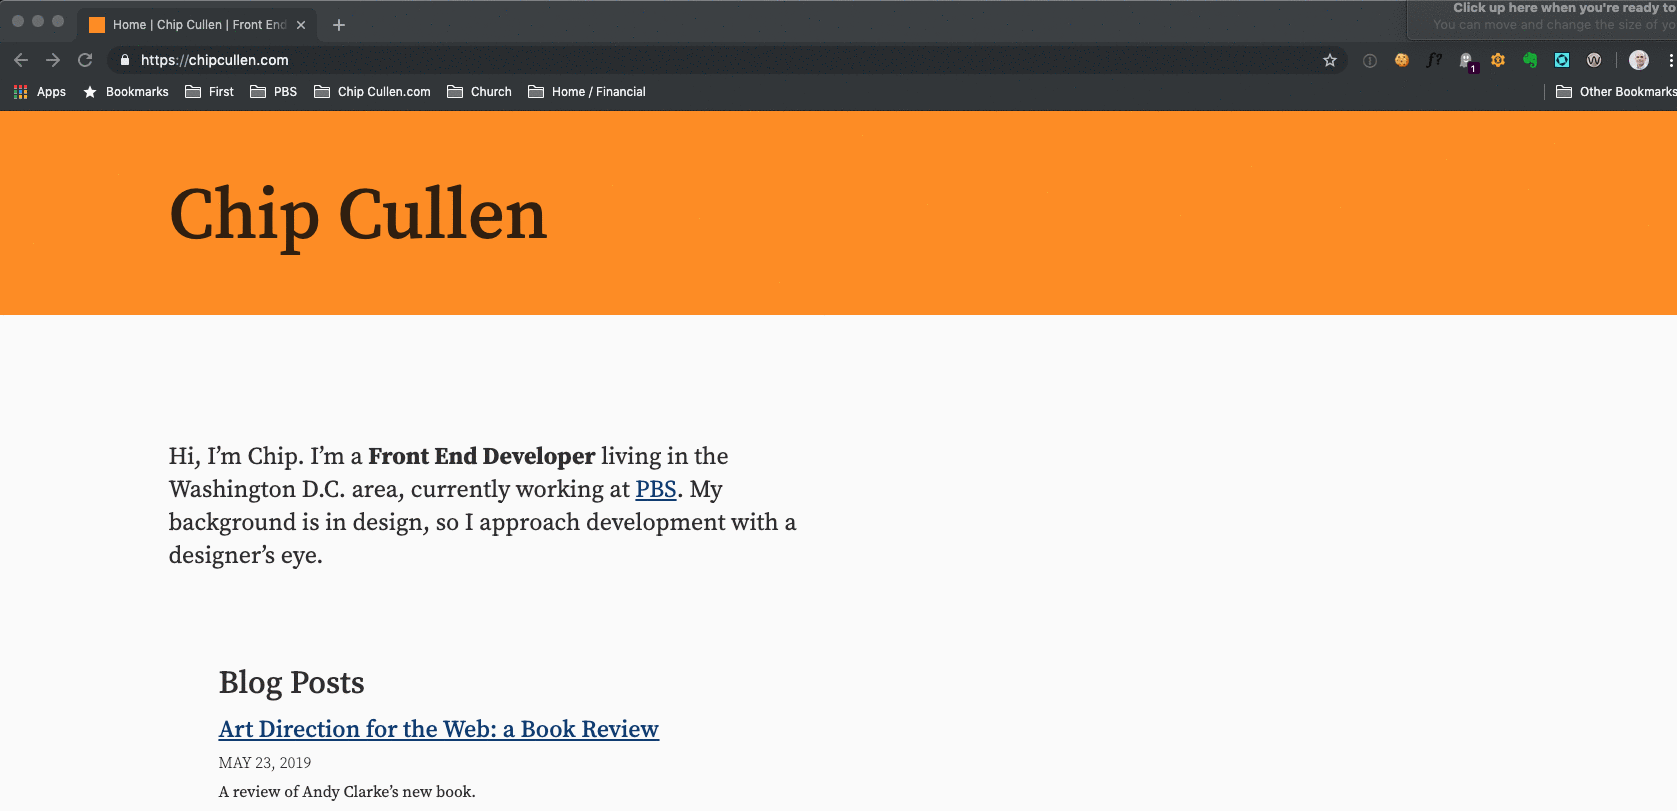 Home | Chip Cullen | Front End
Click up here when you're ready to
You can move and change the size of yo
https://chipcullen.com
f?
1
W
Apps
Bookmarks
First
PBS
Chip Cullen.com
Church
Home / Financial
Other Bookmarks
Chip Cullen
Hi, I’m Chip. I’m a Front End Developer living in the
Washington D.C. area, currently working at PBS. My
background is in design, so I approach development with a
designer’s eye.
Blog Posts
Art Direction for the Web: a Book Review
MAY 23, 2019
A review of Andy Clarke’s new book.